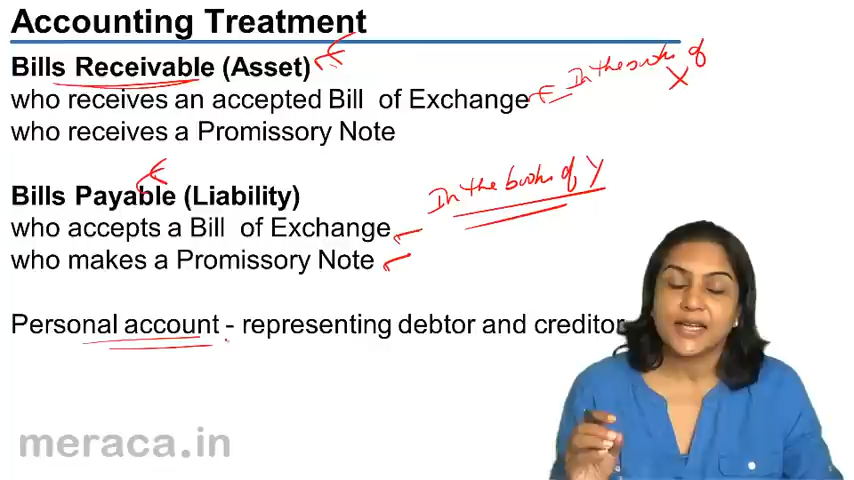 Accounting Treatment
Bills Receivable (Asset)
In the books of
X
who receives an accepted Bill of Exchange
who receives a Promissory Note
Bills Payable (Liability)
In the books of Y
who accepts a Bill of Exchange
who makes a Promissory Note
Personal account - representing debtor and creditor
meraca.in